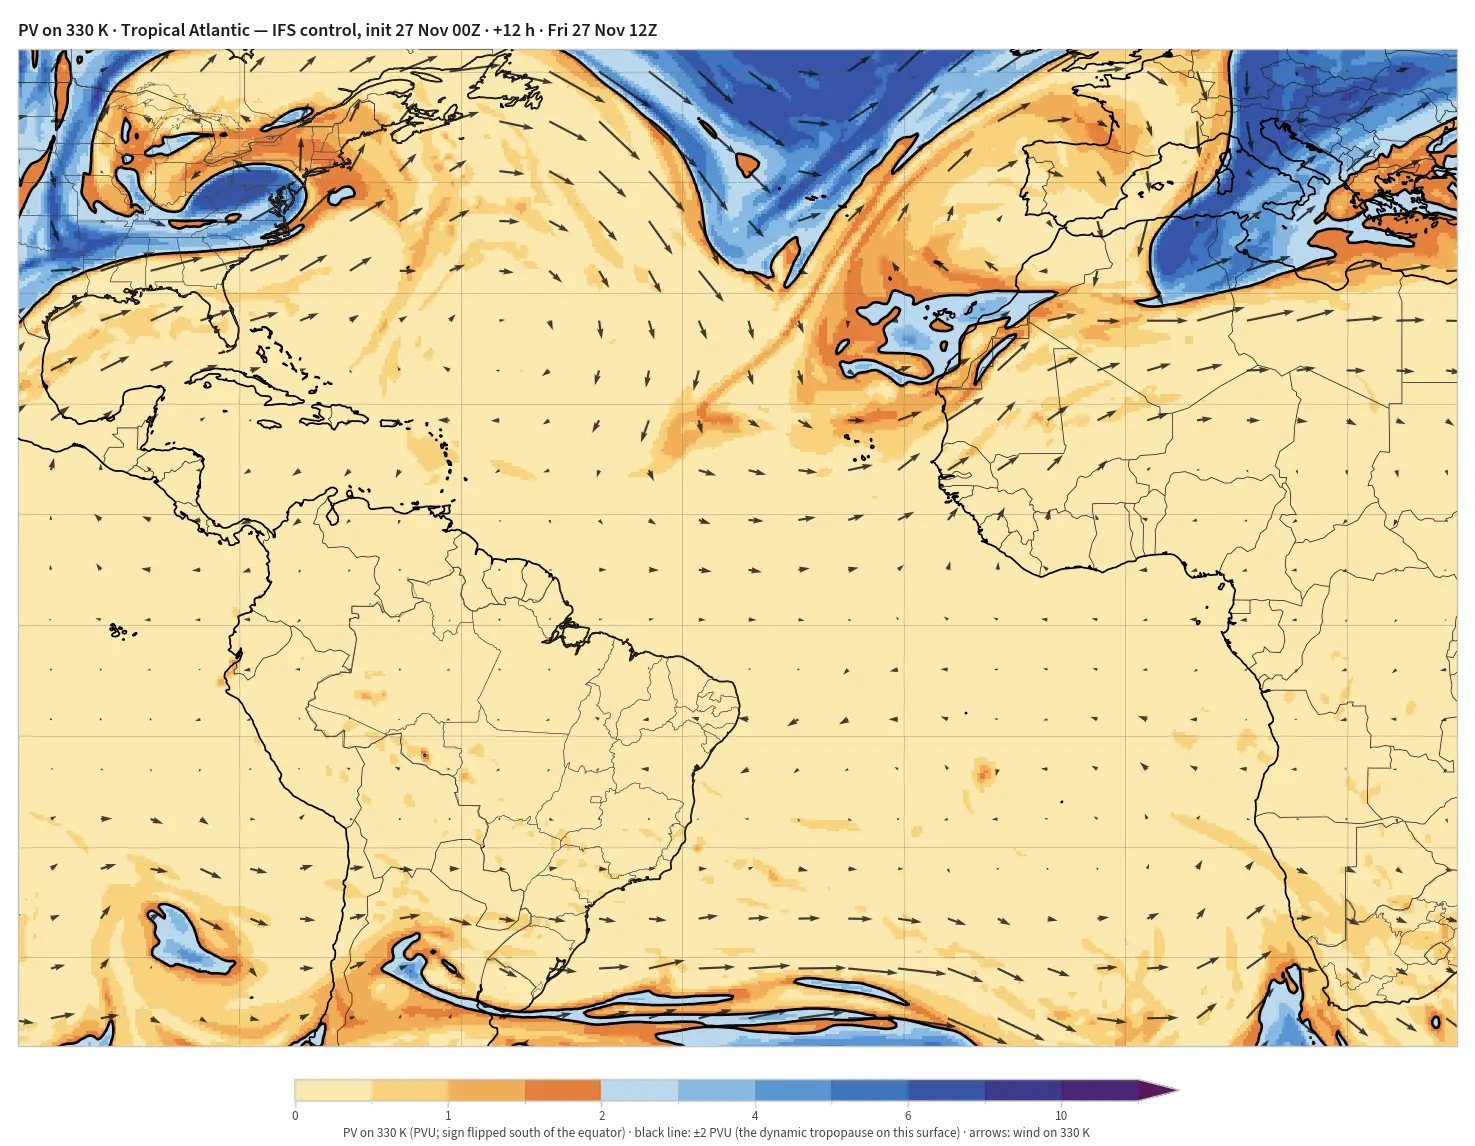 PV on 330 K · Tropical Atlantic — IFS control, init 27 Nov 00Z · +12 h · Fri 27 Nov 12Z
0 1 2 4 6 10
PV on 330 K (PVU; sign flipped south of the equator) · black line: ±2 PVU (the dynamic tropopause on this surface) · arrows: wind on 330 K